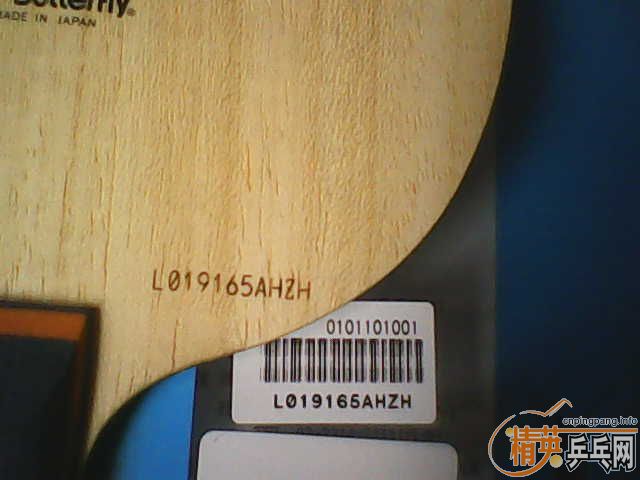 Butterfly®
MADE IN JAPAN
L019165AHZH
0101101001
L019165AHZH
cnpingpang.info
精英乒乓网